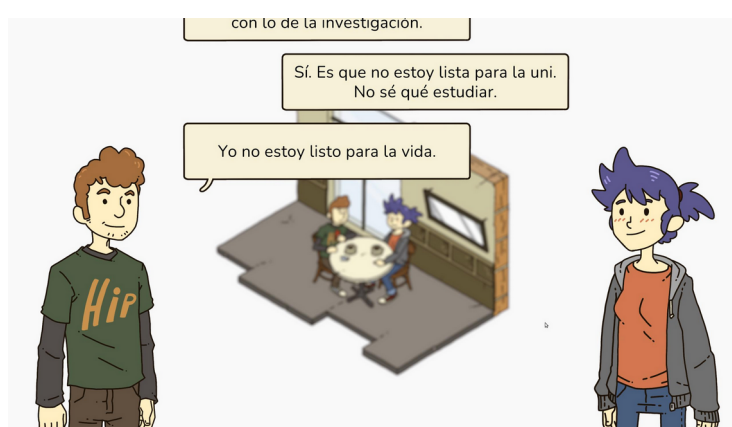 con lo de la investigación.
Sí. Es que no estoy lista para la uni.
No sé qué estudiar.
Yo no estoy listo para la vida.
HiP